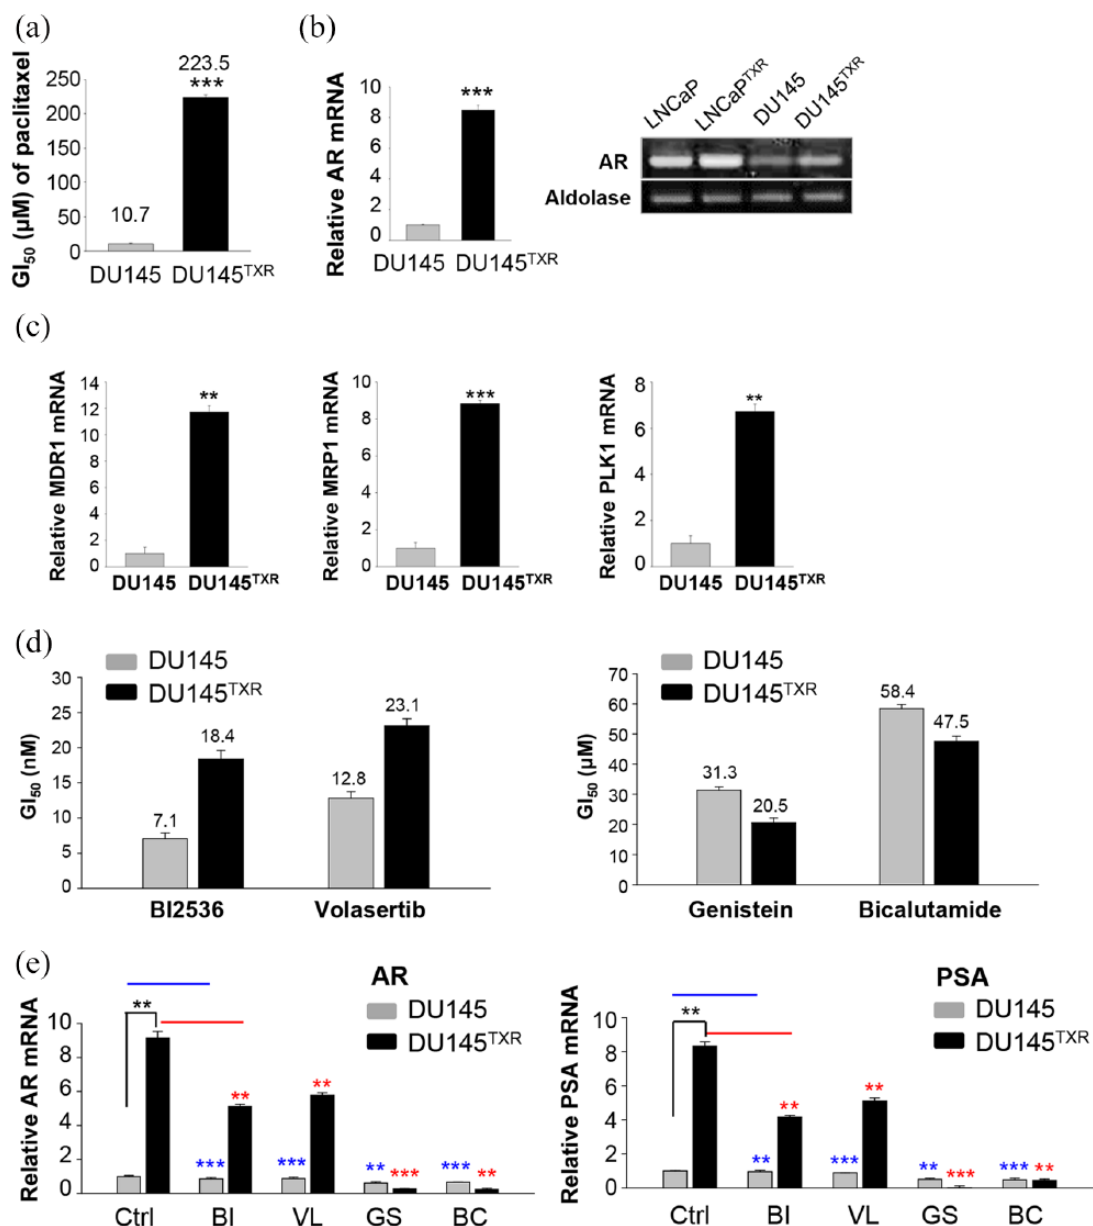 (a)
GI50 (μM) of paclitaxel
250
200
150
100
50
0
10.7
223.5
***
DU145
DU145TXR
(b)
Relative AR mRNA
10
8
6
4
2
0
***
DU145
DU145TXR
LNCaP
LNCaPTXR
DU145
DU145TXR
AR
Aldolase
(c)
Relative MDR1 mRNA
14
12
10
8
6
4
2
0
**
DU145
DU145TXR
Relative MRP1 mRNA
10
8
6
4
2
0
***
DU145
DU145TXR
Relative PLK1 mRNA
8
6
4
2
0
**
DU145
DU145TXR
(d)
DU145
DU145TXR
GI50 (nM)
30
25
20
15
10
5
0
7.1
18.4
12.8
23.1
BI2536
Volasertib
DU145
DU145TXR
GI50 (μM)
70
60
50
40
30
20
10
0
31.3
20.5
58.4
47.5
Genistein
Bicalutamide
(e)
AR
DU145
DU145TXR
Relative AR mRNA
10
8
6
4
2
0
**
*** **
*** **
** ***
*** **
Ctrl BI VL GS BC
PSA
DU145
DU145TXR
Relative PSA mRNA
10
8
6
4
2
0
**
** **
*** **
** ***
*** **
Ctrl BI VL GS BC